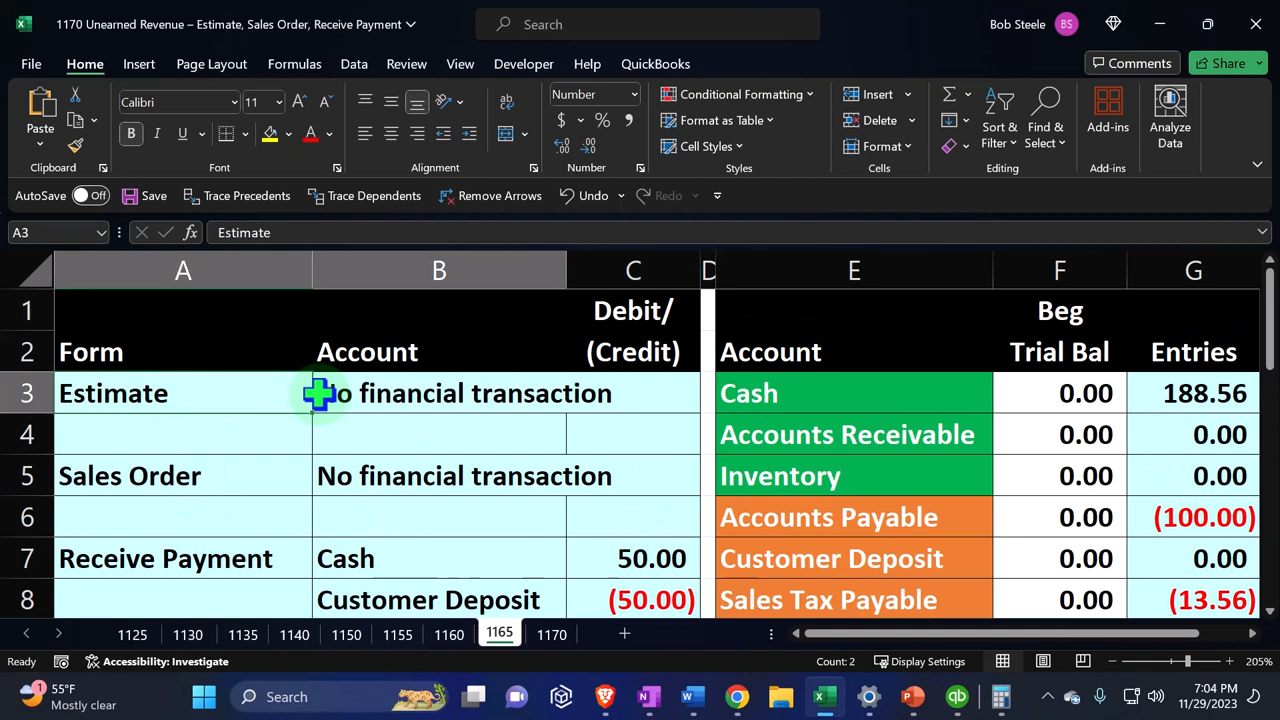 1170 Unearned Revenue – Estimate, Sales Order, Receive Payment
Search
Bob Steele
BS
File
Home
Insert
Page Layout
Formulas
Data
Review
View
Developer
Help
QuickBooks
Comments
Share
Paste
Clipboard
Calibri
11
B
I
U
Font
Alignment
Number
Number
Conditional Formatting
Format as Table
Cell Styles
Styles
Insert
Delete
Format
Cells
Sort &
Filter
Find &
Select
Editing
Add-ins
Add-ins
Analyze
Data
AutoSave
Off
Save
Trace Precedents
Trace Dependents
Remove Arrows
Undo
Redo
A3
fx
Estimate
A B C D E F G
1 Debit/ Beg
2 Form Account (Credit) Account Trial Bal Entries
3 Estimate o financial transaction Cash 0.00 188.56
4 Accounts Receivable 0.00 0.00
5 Sales Order No financial transaction Inventory 0.00 0.00
6 Accounts Payable 0.00 (100.00)
7 Receive Payment Cash 50.00 Customer Deposit 0.00 0.00
8 Customer Deposit (50.00) Sales Tax Payable 0.00 (13.56)
1125 1130 1135 1140 1150 1155 1160 1165 1170
Ready
Accessibility: Investigate
Count: 2
Display Settings
205%
1
55°F
Mostly clear
Search
7:04 PM
11/29/2023